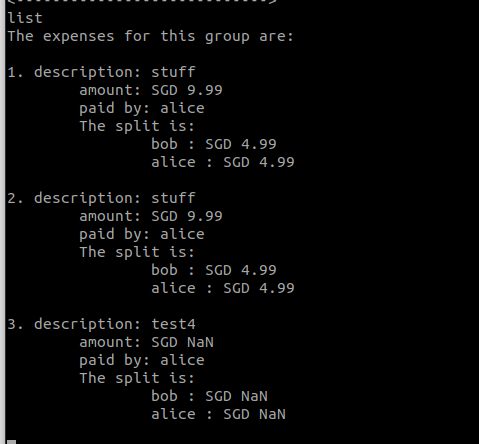 <---------------------------->
list
The expenses for this group are:
1. description: stuff
amount: SGD 9.99
paid by: alice
The split is:
bob : SGD 4.99
alice : SGD 4.99
2. description: stuff
amount: SGD 9.99
paid by: alice
The split is:
bob : SGD 4.99
alice : SGD 4.99
3. description: test4
amount: SGD NaN
paid by: alice
The split is:
bob : SGD NaN
alice : SGD NaN